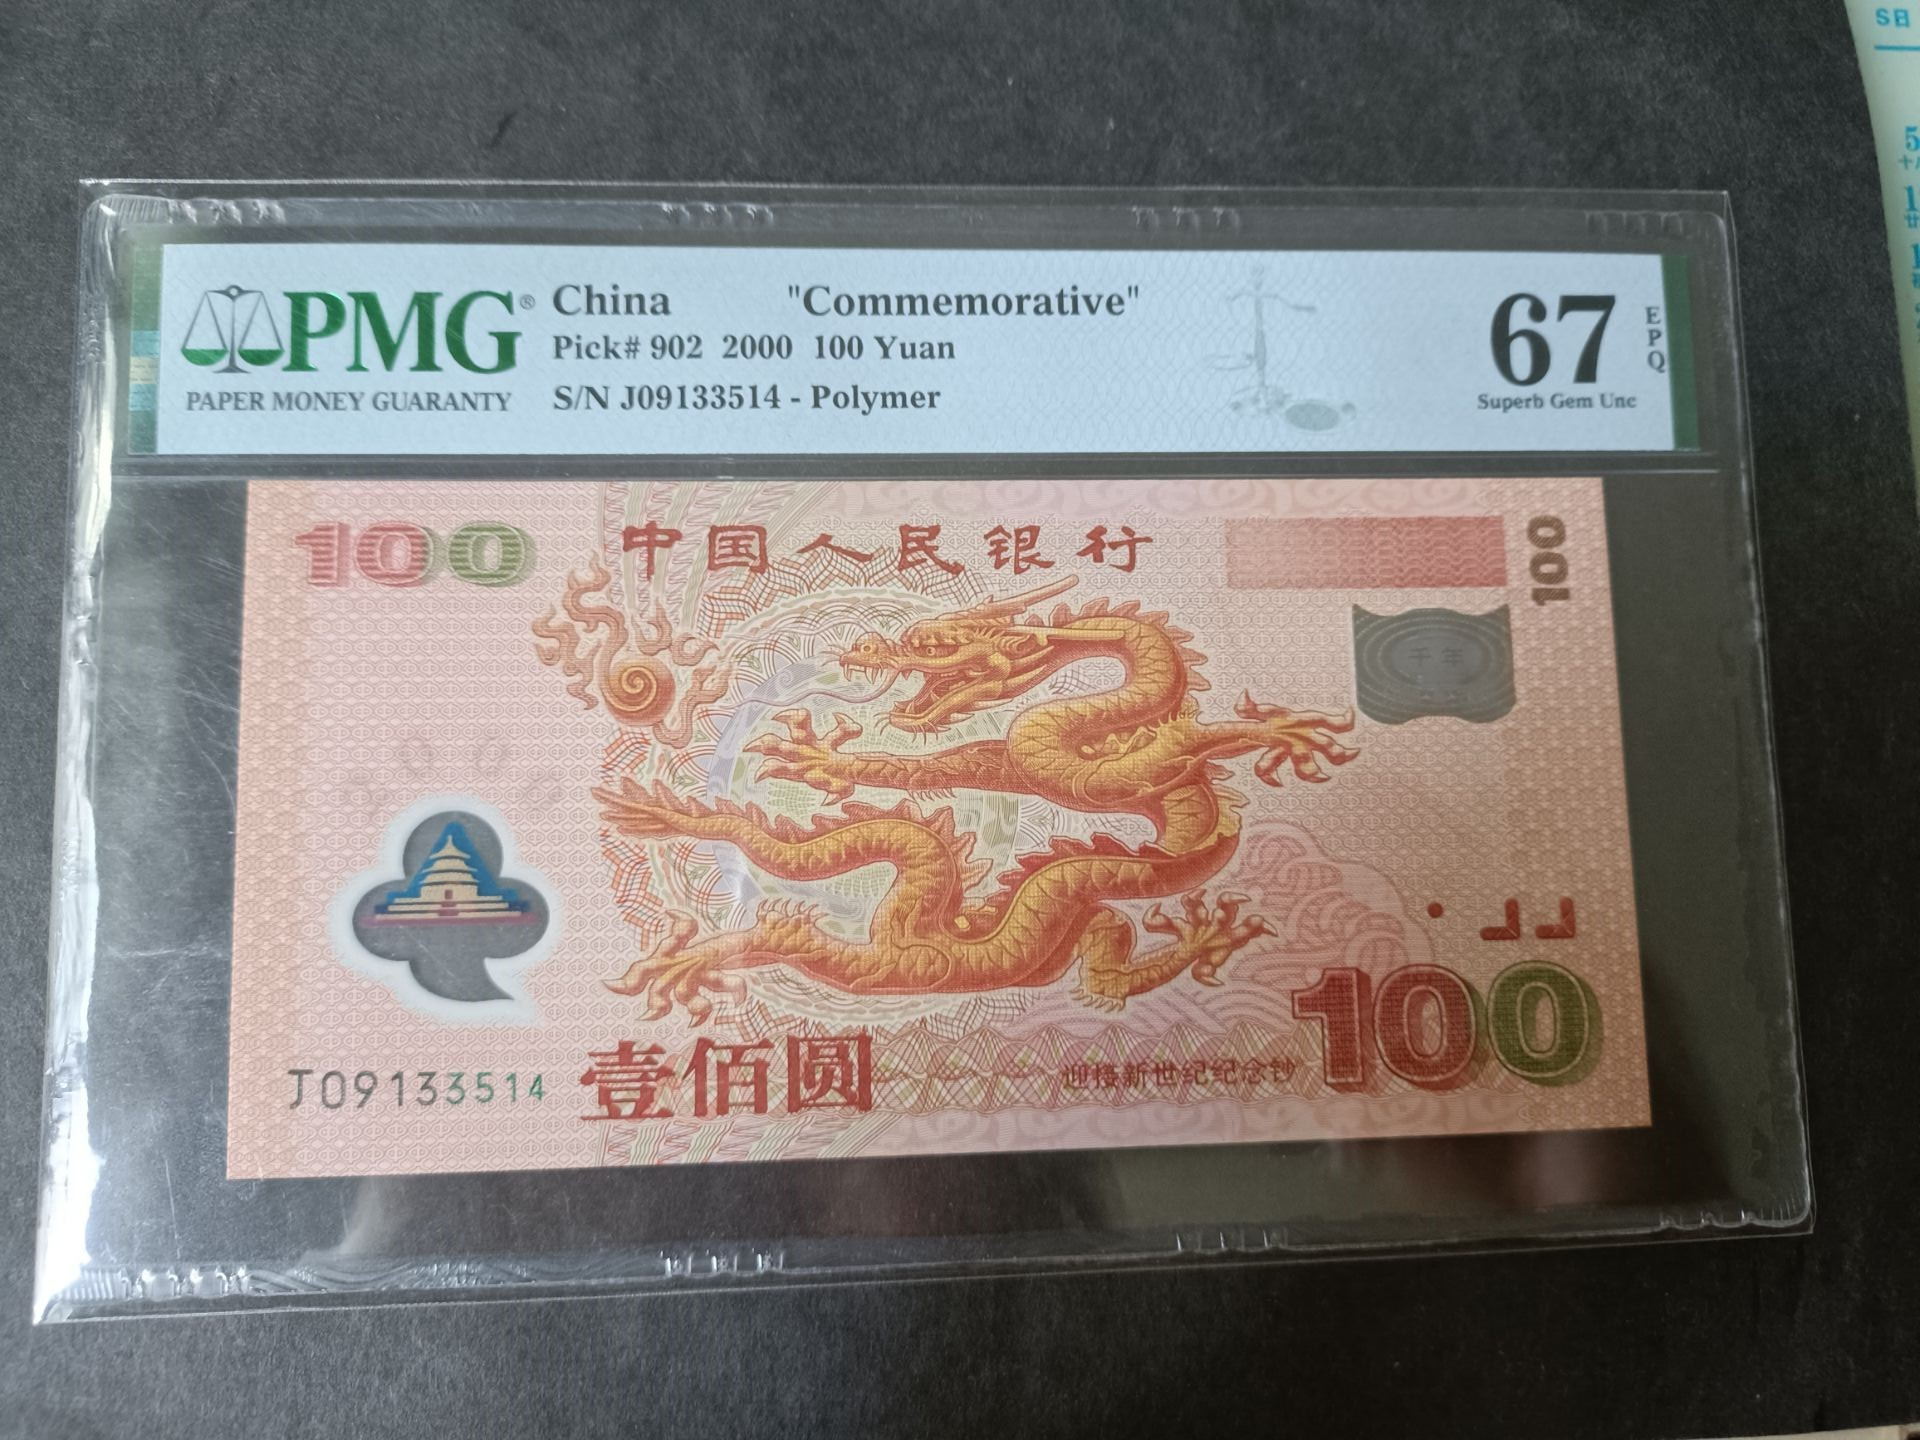 PMG® China "Commemorative"
Pick# 902 2000 100 Yuan
PAPER MONEY GUARANTY
S/N J09133514 - Polymer
67
EPQ
Superb Gem Unc
100
中国人民银行
100
千年
J09133514
壹佰圆
迎接新世纪纪念钞
100
S日